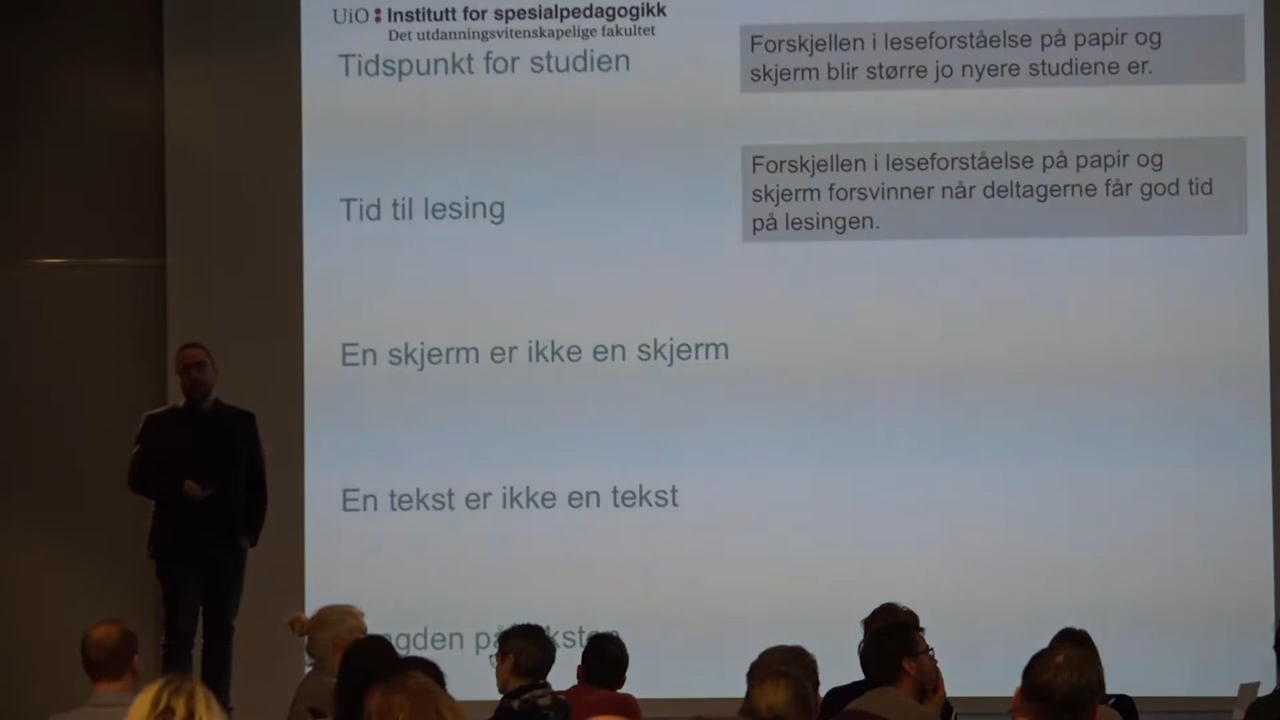 UiO : Institutt for spesialpedagogikk
Det utdanningsvitenskapelige fakultet
Tidspunkt for studien
Forskjellen i leseforståelse på papir og
skjerm blir større jo nyere studiene er.
Tid til lesing
Forskjellen i leseforståelse på papir og
skjerm forsvinner når deltagerne får god tid
på lesingen.
En skjerm er ikke en skjerm
En tekst er ikke en tekst